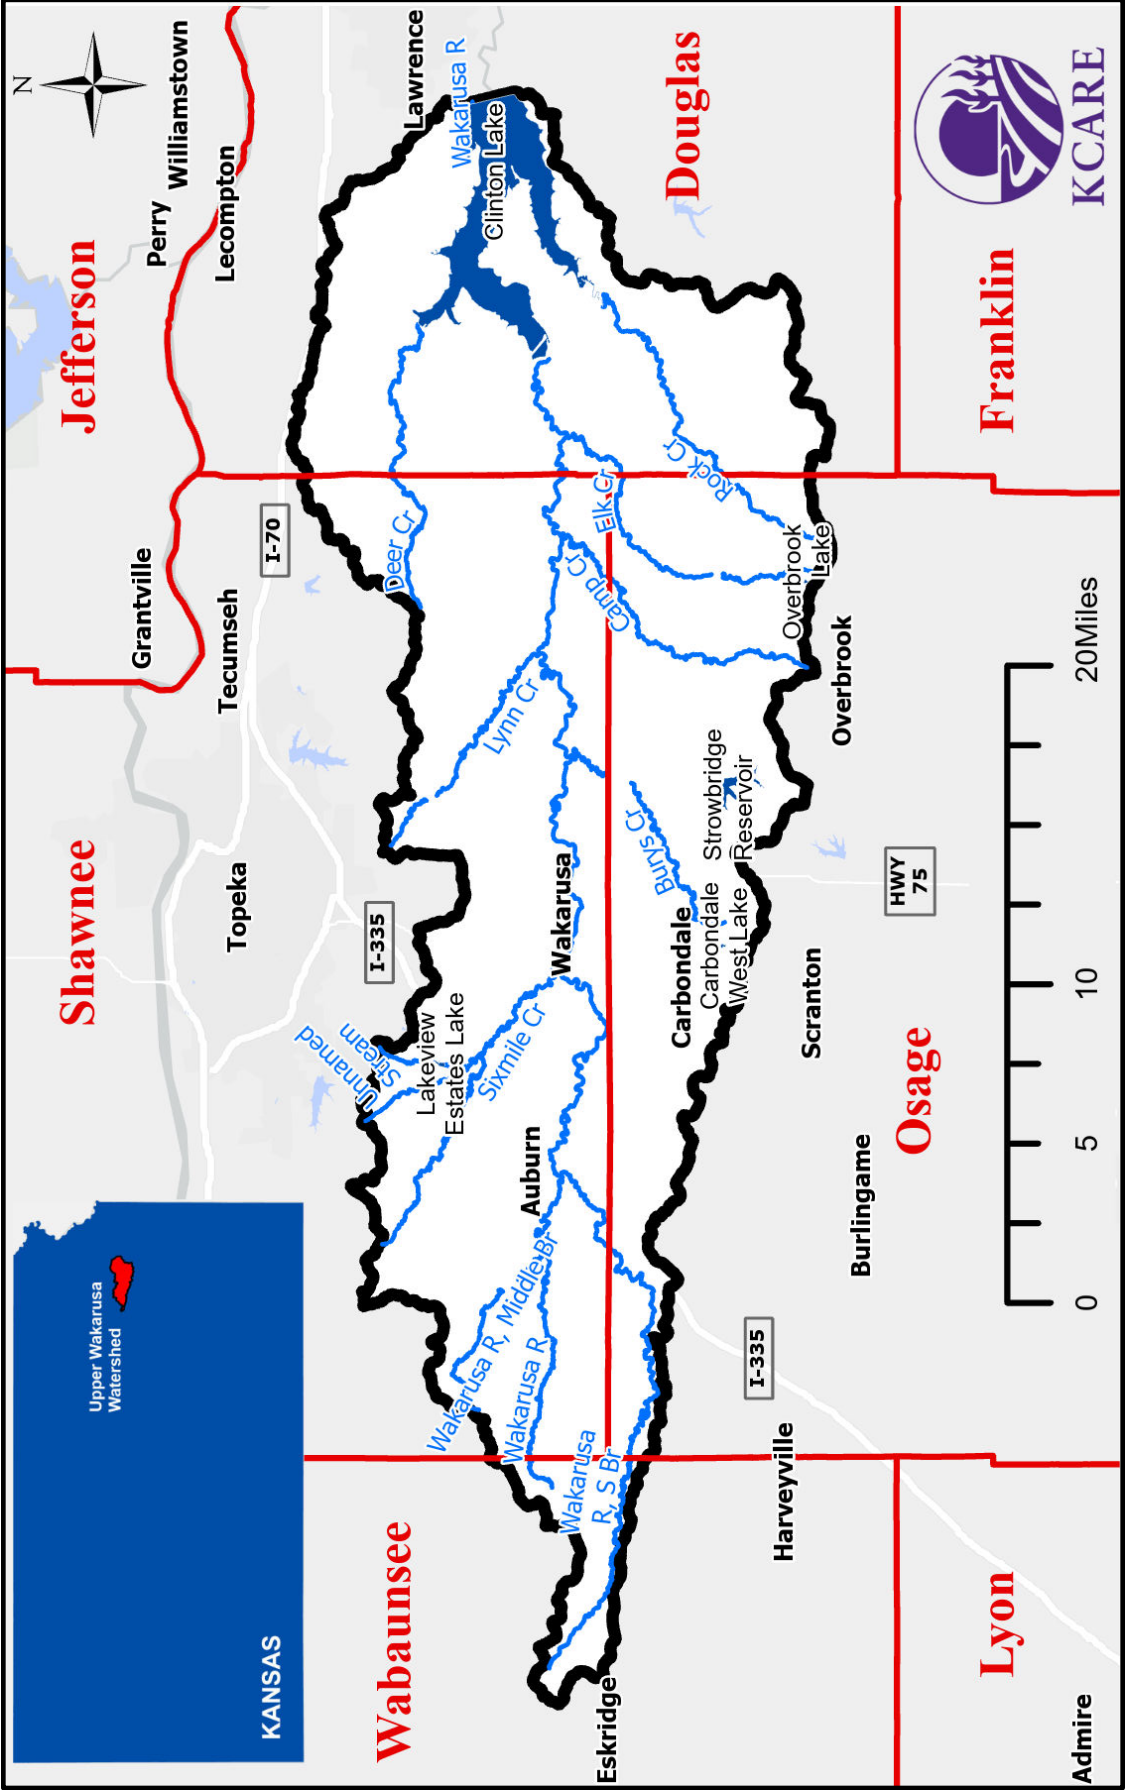 Upper Wakarusa
Watershed
KANSAS
Shawnee
Jefferson
N
Perry
Williamstown
Lecompton
Grantville
Tecumseh
Topeka
I-70
I-335
Lawrence
Wakarusa R
Clinton Lake
Douglas
Deer Cr
Unnamed
Stream
Lakeview
Estates Lake
Sixmile Cr
Lynn Cr
Wabaunsee
Wakarusa R, Middle Br
Wakarusa R
Wakarusa
R, S Br
Auburn
Wakarusa
Elk Cr
Camp Cr
Rock Cr
Burys Cr
Eskridge
Carbondale
Carbondale
West Lake
Strowbridge
Reservoir
Overbrook
Lake
Overbrook
Scranton
Harveyville
I-335
Burlingame
HWY
75
Osage
Lyon
Franklin
Admire
0
5
10
20Miles
KCARE